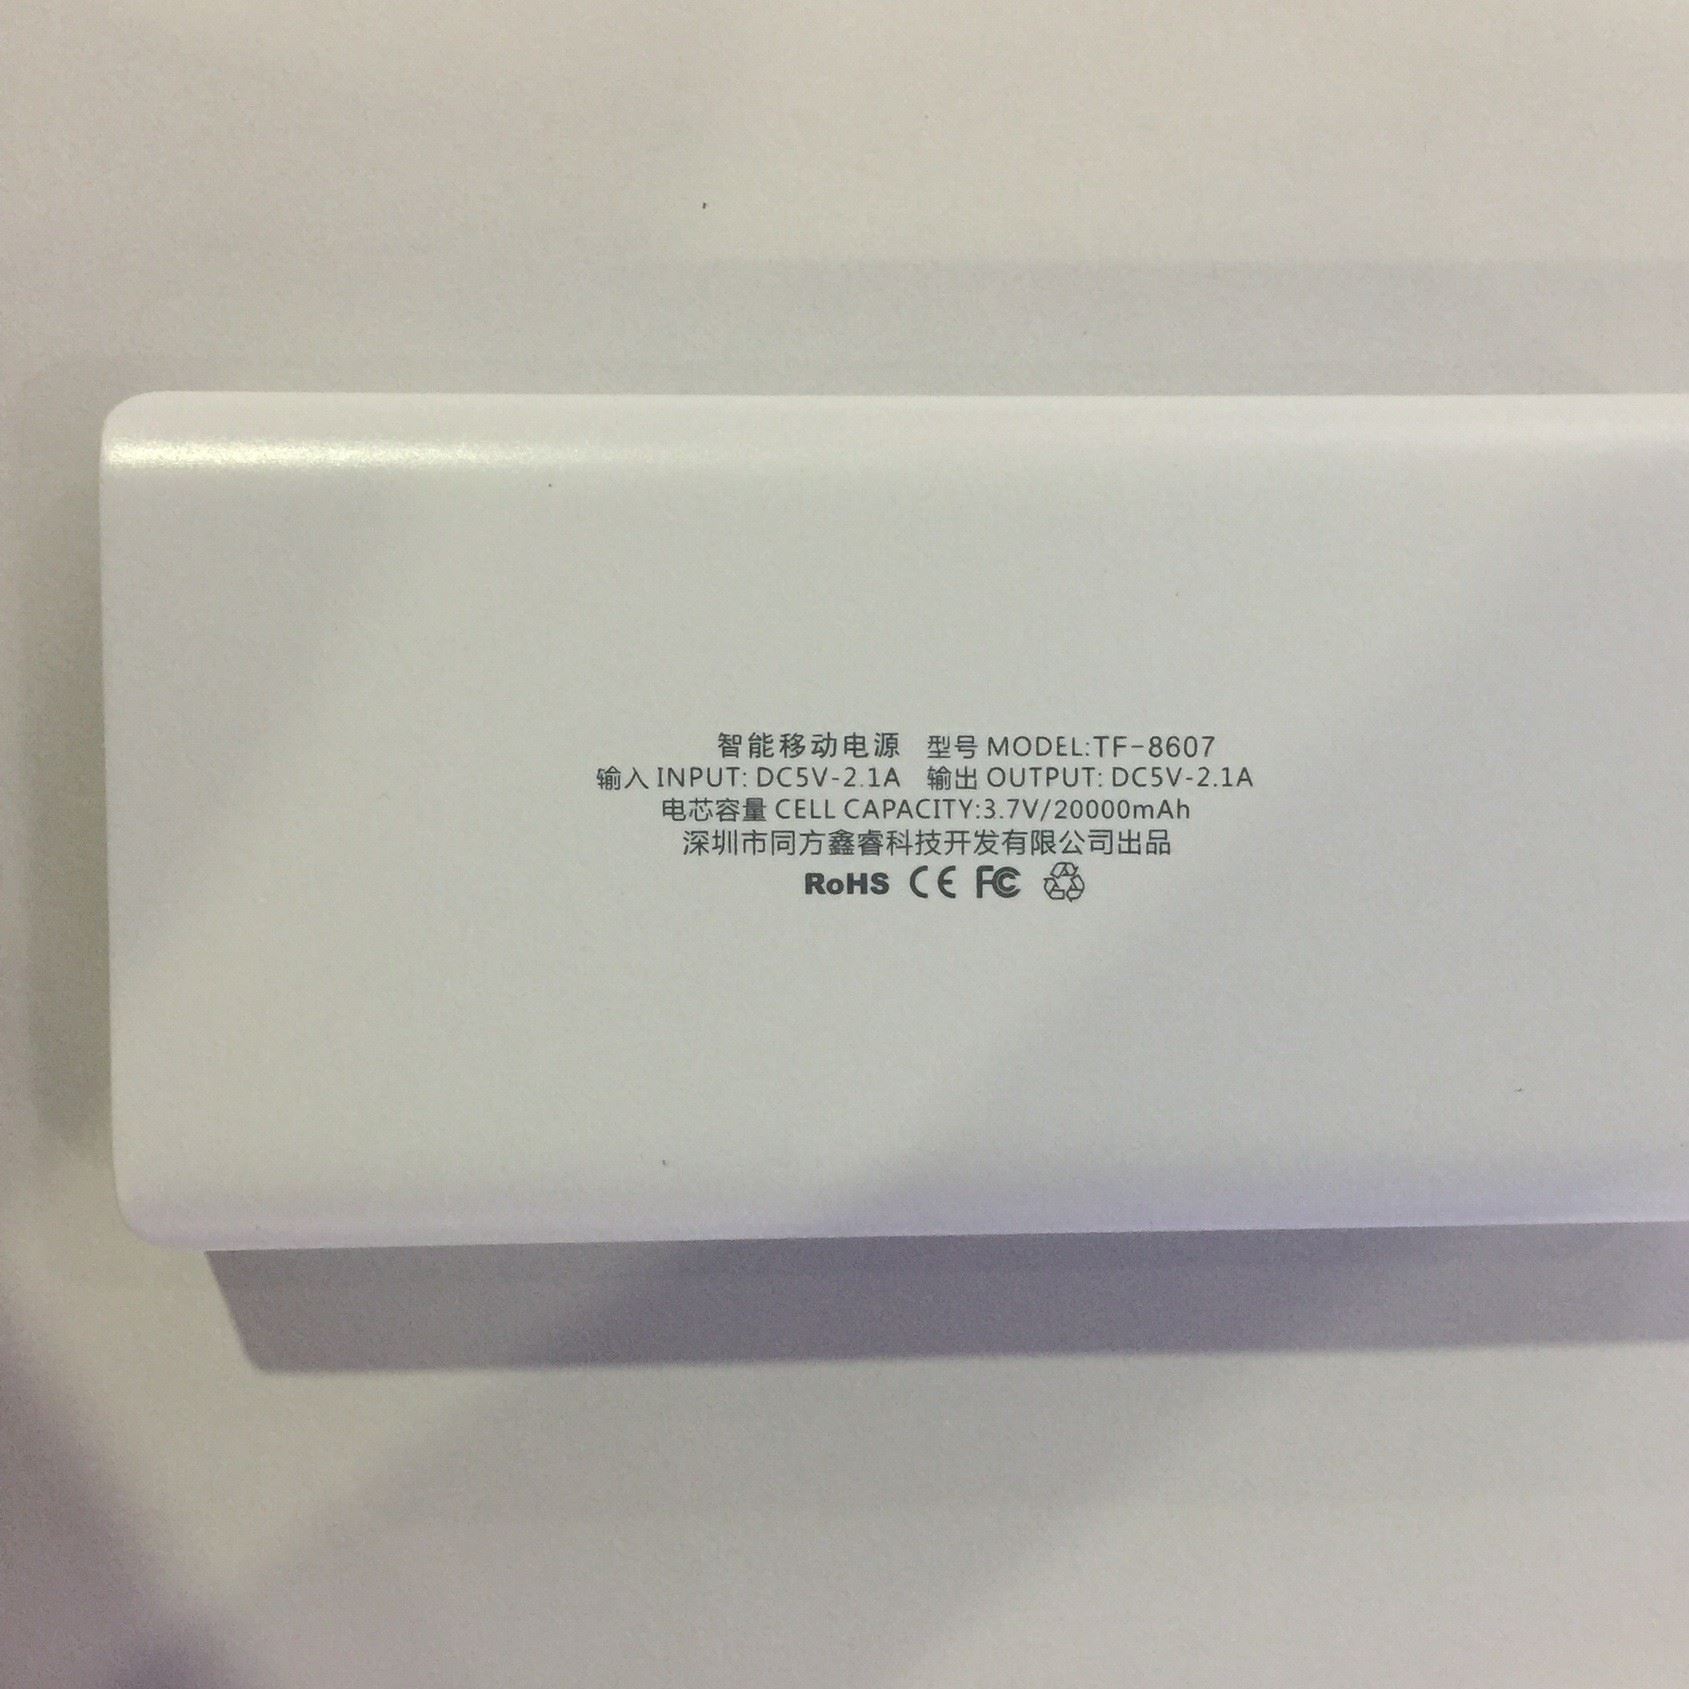 智能移动电源 型号 MODEL:TF-8607
输入 INPUT: DC5V-2.1A 输出 OUTPUT: DC5V-2.1A
电芯容量 CELL CAPACITY:3.7V/20000mAh
深圳市同方鑫睿科技开发有限公司出品
RoHS CE FC